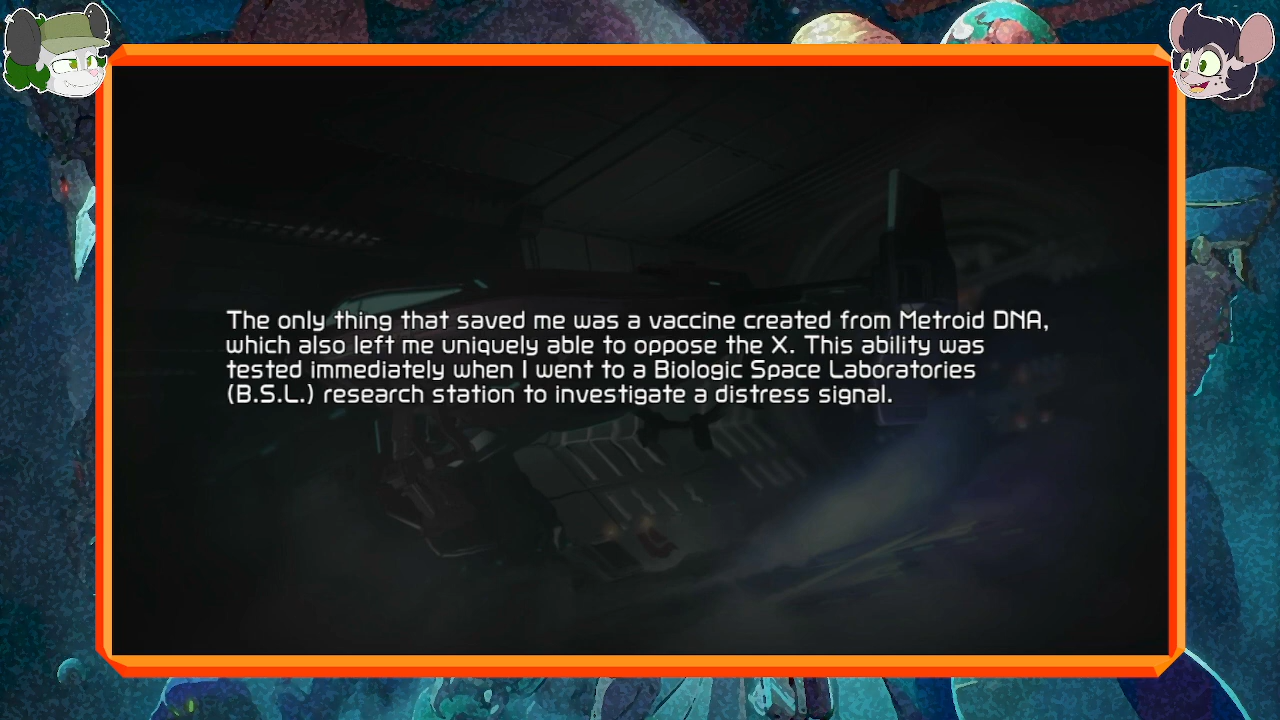 The only thing that saved me was a vaccine created from Metroid DNA,
which also left me uniquely able to oppose the X. This ability was
tested immediately when I went to a Biologic Space Laboratories
(B.S.L.) research station to investigate a distress signal.